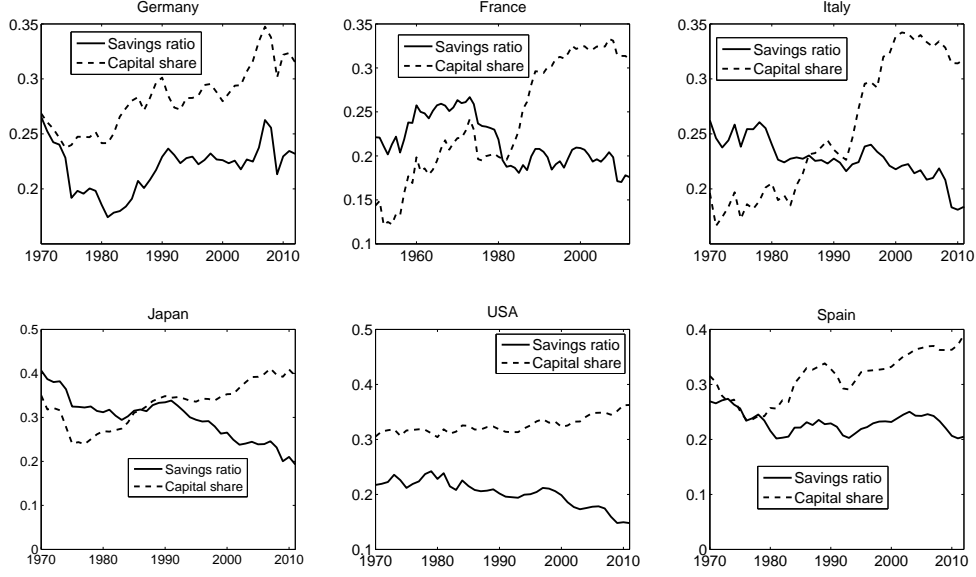 Germany
0.35
0.3
0.25
0.2
Savings ratio
Capital share
1970 1980 1990 2000 2010
France
0.35
0.3
0.25
0.2
0.15
0.1
Savings ratio
Capital share
1960 1980 2000
Italy
0.35
0.3
0.25
0.2
Savings ratio
Capital share
1970 1980 1990 2000 2010
Japan
0.5
0.4
0.3
0.2
0.1
0
Savings ratio
Capital share
1970 1980 1990 2000 2010
USA
0.5
0.4
0.3
0.2
0.1
Savings ratio
Capital share
1970 1980 1990 2000 2010
Spain
0.4
0.3
0.2
0.1
0
Savings ratio
Capital share
1970 1980 1990 2000 2010